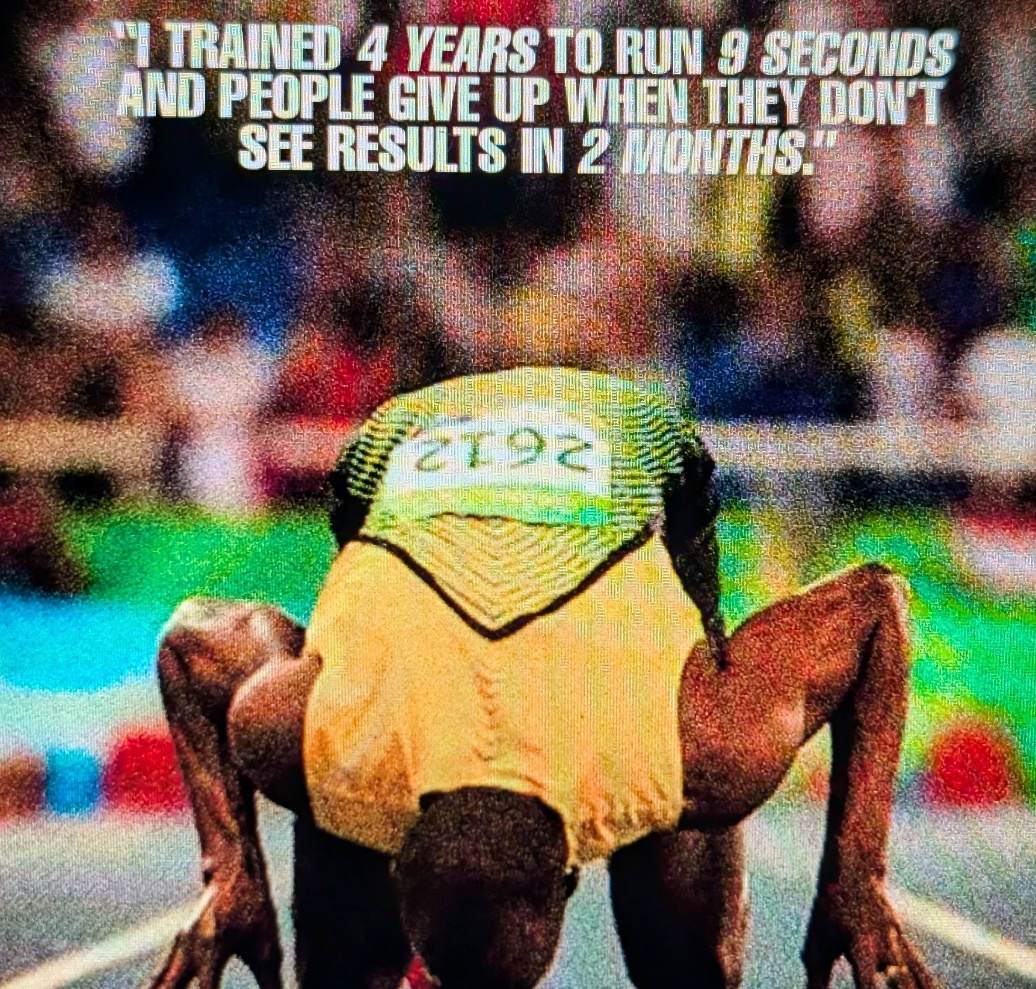 "I TRAINED 4 YEARS TO RUN 9 SECONDS
AND PEOPLE GIVE UP WHEN THEY DON'T
SEE RESULTS IN 2 MONTHS."
2612